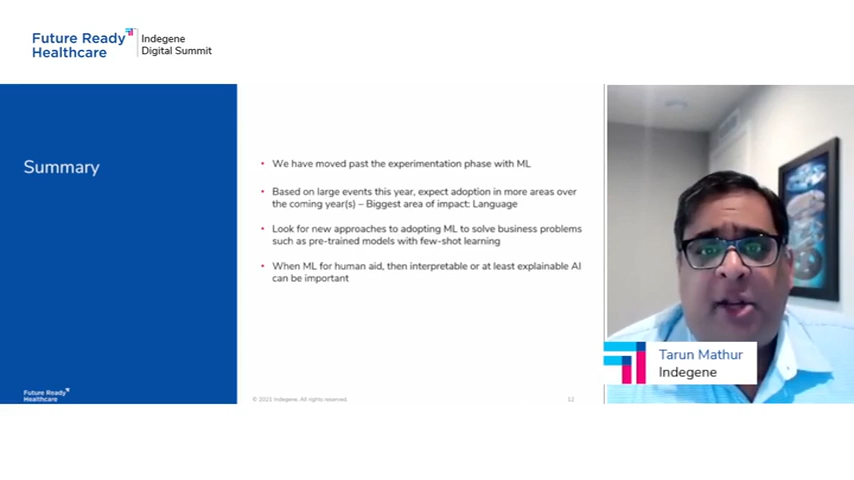 Future Ready
Healthcare
Indegene
Digital Summit
Summary
• We have moved past the experimentation phase with ML
• Based on large events this year, expect adoption in more areas over
the coming year(s) – Biggest area of impact: Language
• Look for new approaches to adopting ML to solve business problems
such as pre-trained models with few-shot learning
• When ML for human aid, then interpretable or at least explainable AI
can be important
Tarun Mathur
Indegene
Future Ready
Healthcare
© 2021 Indegene. All rights reserved.
12